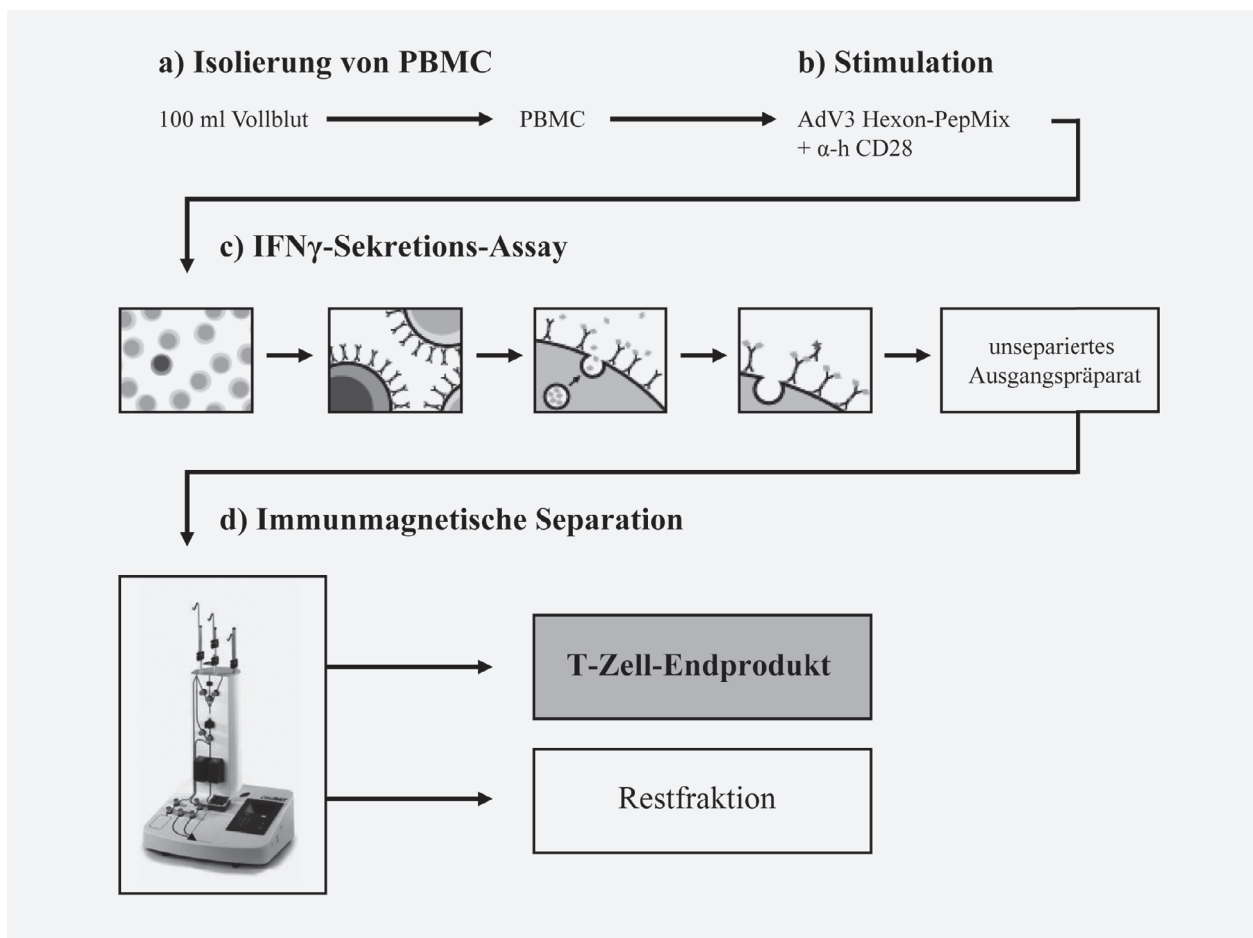 a) Isolierung von PBMC
b) Stimulation
100 ml Vollblut
PBMC
AdV3 Hexon-PepMix
+ α-h CD28
c) IFNγ-Sekretions-Assay
unsepariertes
Ausgangspräparat
d) Immunmagnetische Separation
T-Zell-Endprodukt
Restfraktion